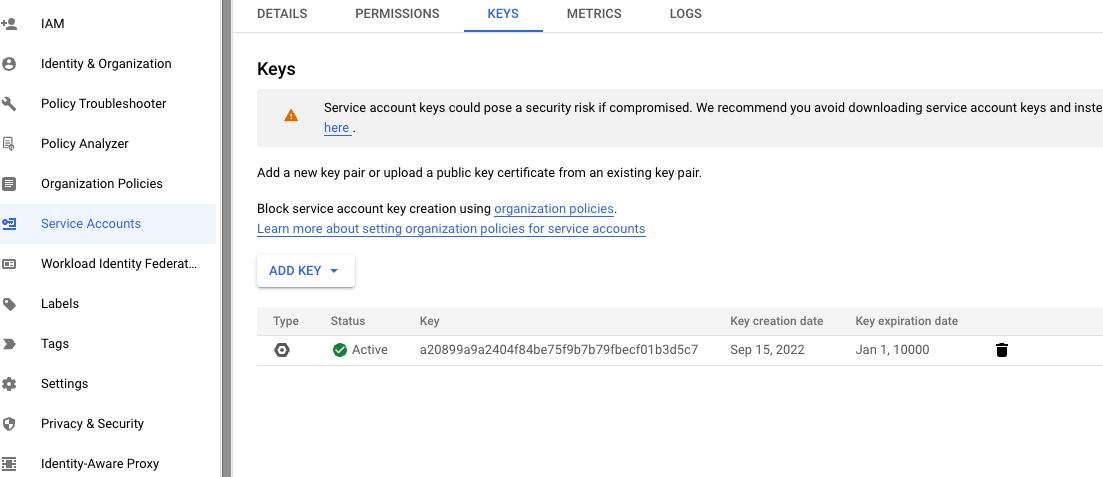 IAM
Identity & Organization
Policy Troubleshooter
Policy Analyzer
Organization Policies
Service Accounts
Workload Identity Federat...
Labels
Tags
Settings
Privacy & Security
Identity-Aware Proxy
DETAILS PERMISSIONS KEYS METRICS LOGS
Keys
Service account keys could pose a security risk if compromised. We recommend you avoid downloading service account keys and inste
here .
Add a new key pair or upload a public key certificate from an existing key pair.
Block service account key creation using organization policies.
Learn more about setting organization policies for service accounts
ADD KEY
Type Status Key Key creation date Key expiration date
Active a20899a9a2404f84be75f9b7b79fbecf01b3d5c7 Sep 15, 2022 Jan 1, 10000